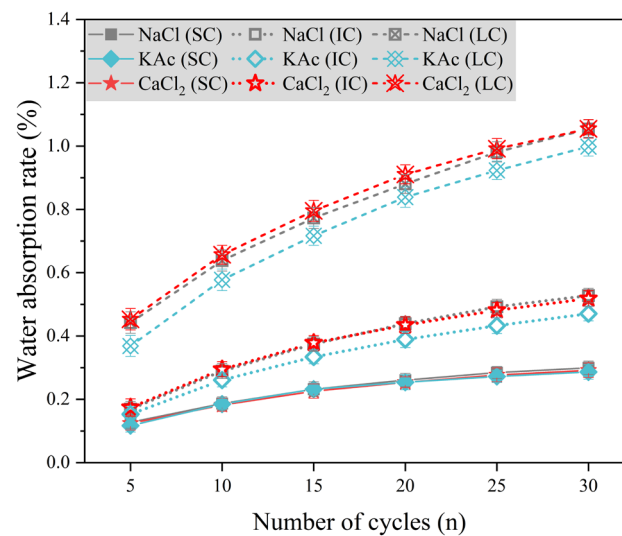 1.4
NaCl (SC) NaCl (IC) NaCl (LC)
KAc (SC) KAc (IC) KAc (LC)
CaCl₂ (SC) CaCl₂ (IC) CaCl₂ (LC)
1.2
1.0
0.8
0.6
0.4
0.2
0.0
Water absorption rate (%)
5 10 15 20 25 30
Number of cycles (n)